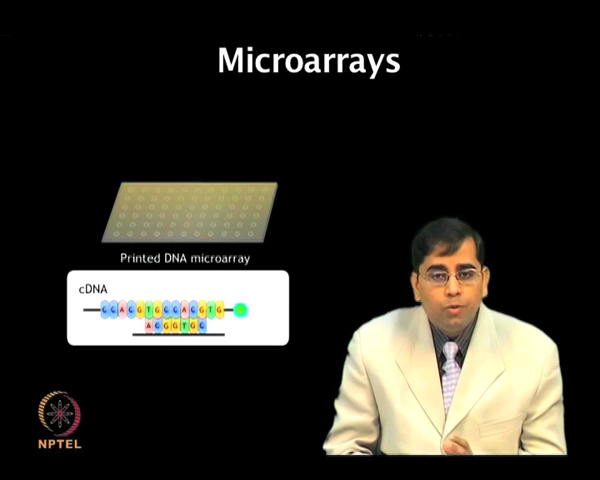 Microarrays
Printed DNA microarray
cDNA
C C A C G T G C C A C G T G
A C G G T G C
NPTEL